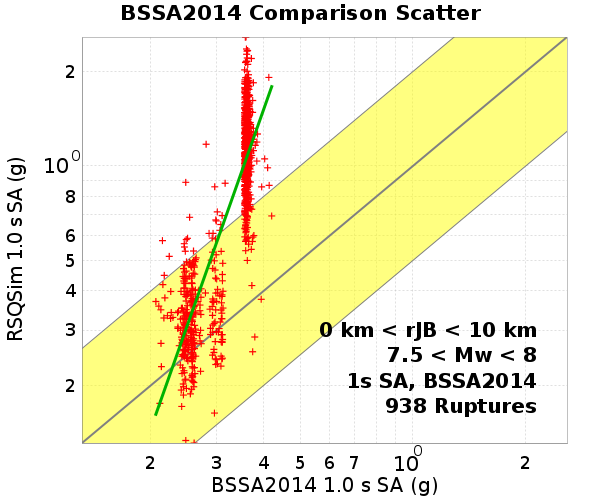 BSSA2014 Comparison Scatter
RSQSim 1.0 s SA (g)
2
10⁰
8
6
5
4
3
2
0 km < rJB < 10 km
7.5 < Mw < 8
1s SA, BSSA2014
938 Ruptures
2 3 4 5 6 7 10⁰ 2
BSSA2014 1.0 s SA (g)